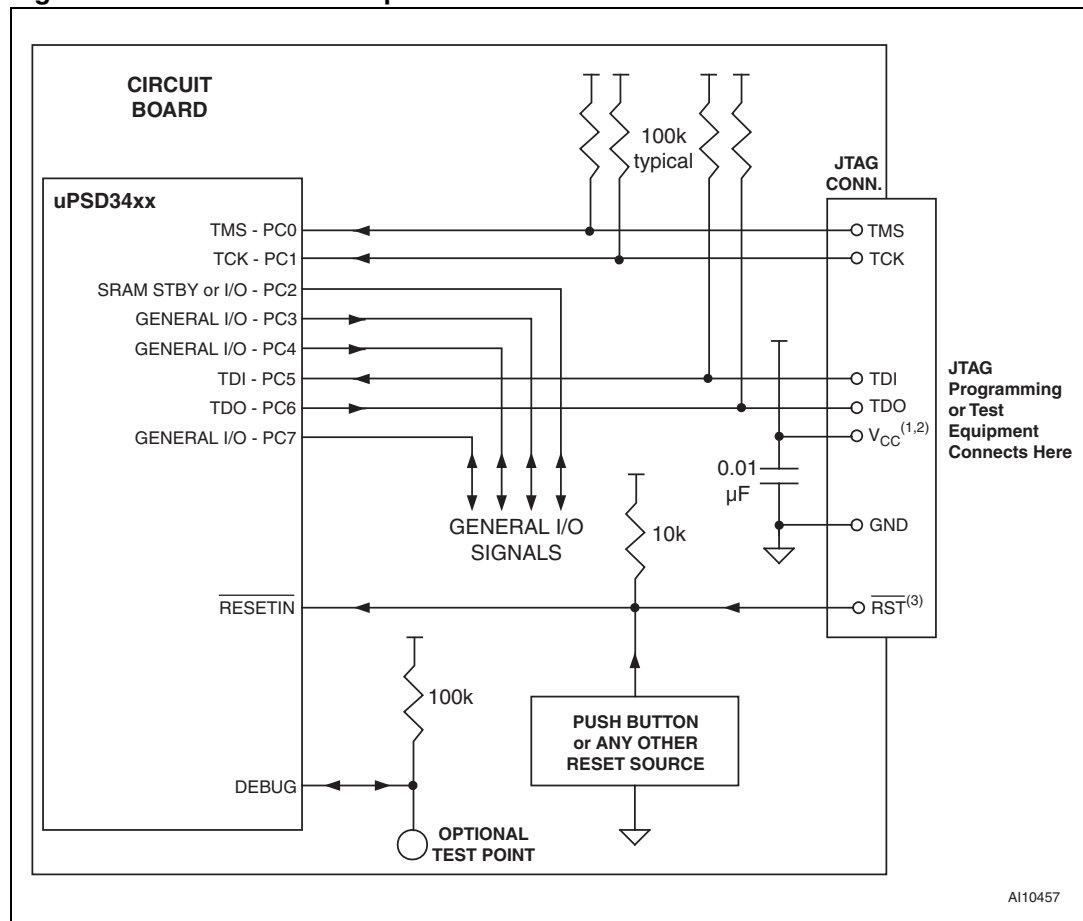 CIRCUIT
BOARD
100k
typical
JTAG
CONN.
uPSD34xx
TMS - PC0
TMS
TCK - PC1
TCK
SRAM STBY or I/O - PC2
GENERAL I/O - PC3
GENERAL I/O - PC4
TDI - PC5
TDI
TDO - PC6
TDO
GENERAL I/O - PC7
VCC(1,2)
JTAG
Programming
or Test
Equipment
Connects Here
0.01
µF
GENERAL I/O
SIGNALS
10k
GND
RESETIN
RST(3)
100k
PUSH BUTTON
or ANY OTHER
RESET SOURCE
DEBUG
OPTIONAL
TEST POINT
AI10457